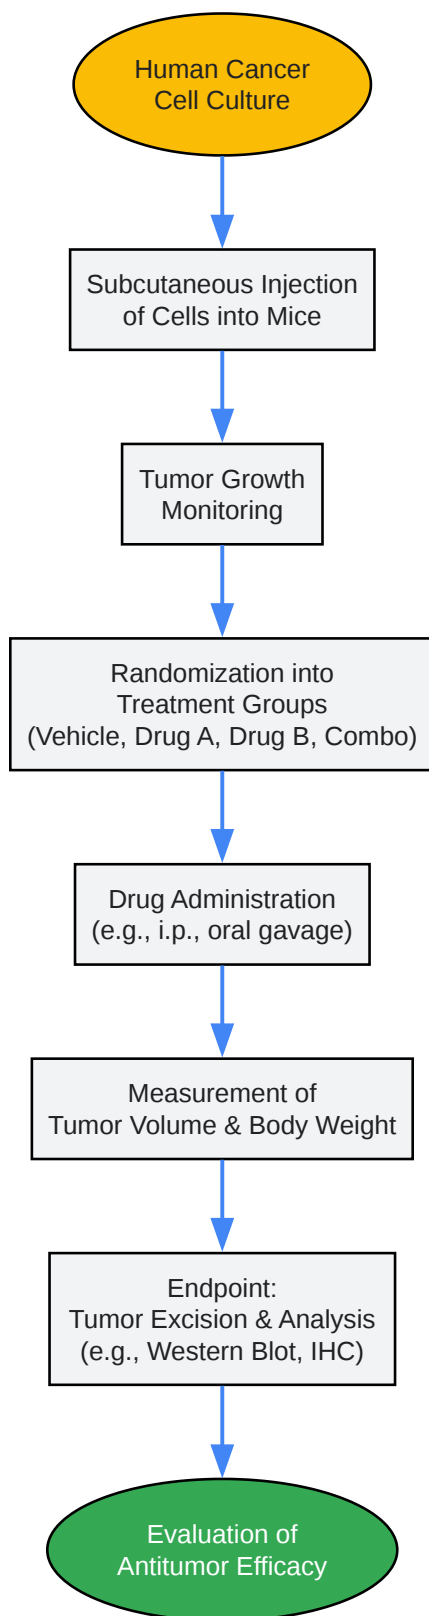 Human Cancer
Cell Culture
Subcutaneous Injection
of Cells into Mice
Tumor Growth
Monitoring
Randomization into
Treatment Groups
(Vehicle, Drug A, Drug B, Combo)
Drug Administration
(e.g., i.p., oral gavage)
Measurement of
Tumor Volume & Body Weight
Endpoint:
Tumor Excision & Analysis
(e.g., Western Blot, IHC)
Evaluation of
Antitumor Efficacy